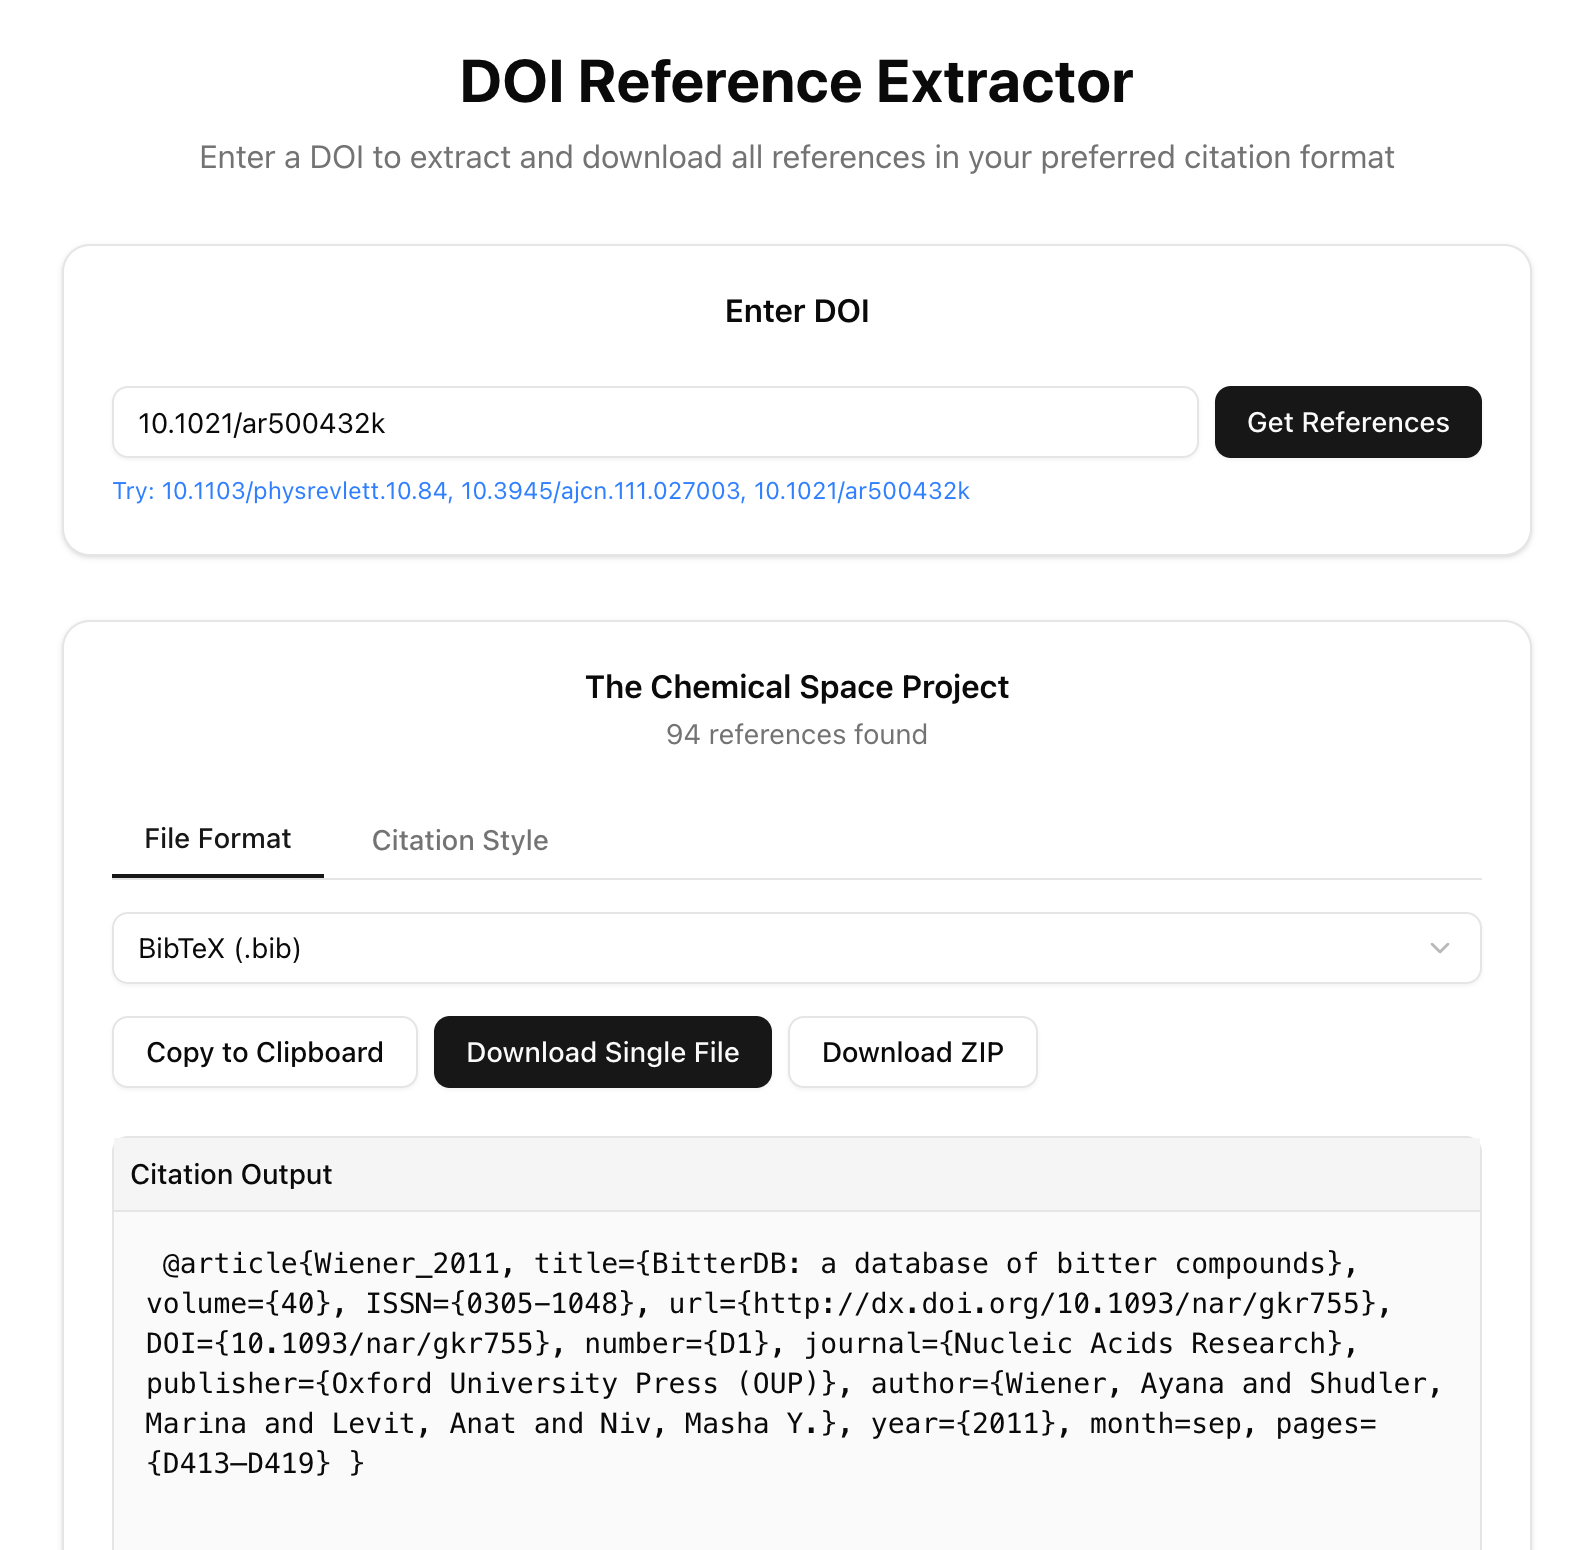 DOI Reference Extractor
Enter a DOI to extract and download all references in your preferred citation format
Enter DOI
10.1021/ar500432k
Get References
Try: 10.1103/physrevlett.10.84, 10.3945/ajcn.111.027003, 10.1021/ar500432k
The Chemical Space Project
94 references found
File Format
Citation Style
BibTeX (.bib)
Copy to Clipboard
Download Single File
Download ZIP
Citation Output
@article{Wiener_2011, title={BitterDB: a database of bitter compounds},
volume={40}, ISSN={0305-1048}, url={http://dx.doi.org/10.1093/nar/gkr755},
DOI={10.1093/nar/gkr755}, number={D1}, journal={Nucleic Acids Research},
publisher={Oxford University Press (OUP)}, author={Wiener, Ayana and Shudler,
Marina and Levit, Anat and Niv, Masha Y.}, year={2011}, month=sep, pages=
{D413–D419} }